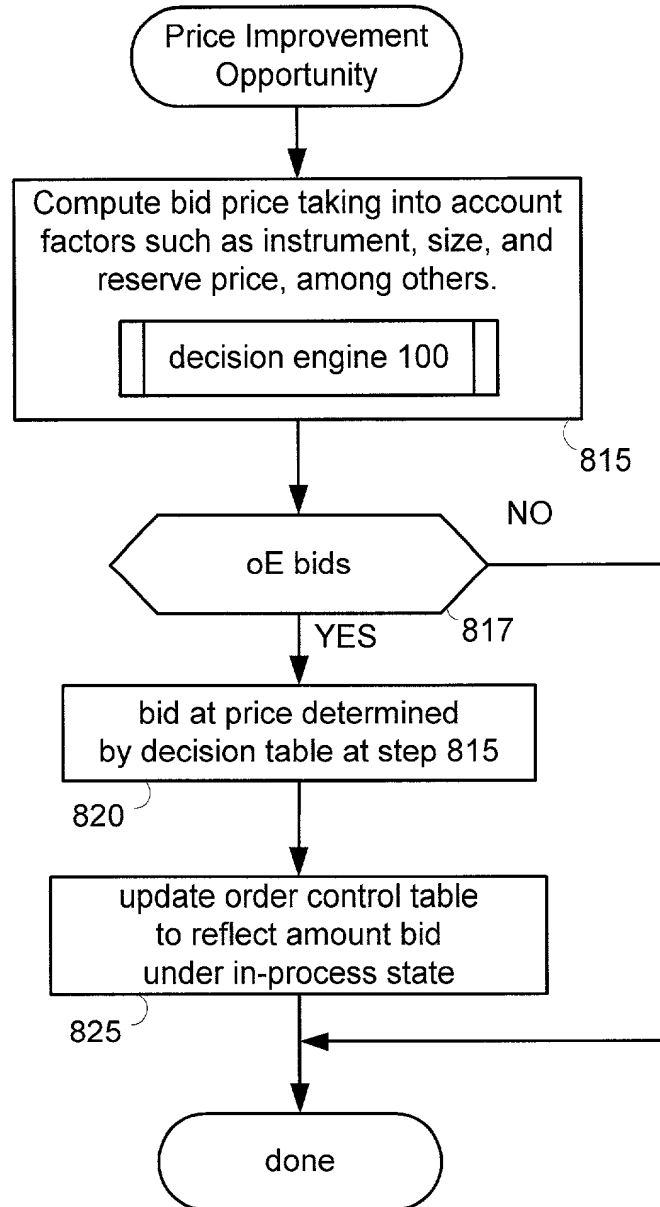 Price Improvement
Opportunity
Compute bid price taking into account
factors such as instrument, size, and
reserve price, among others.
decision engine 100
815
NO
oE bids
817
YES
bid at price determined
by decision table at step 815
820
update order control table
to reflect amount bid
under in-process state
825
done